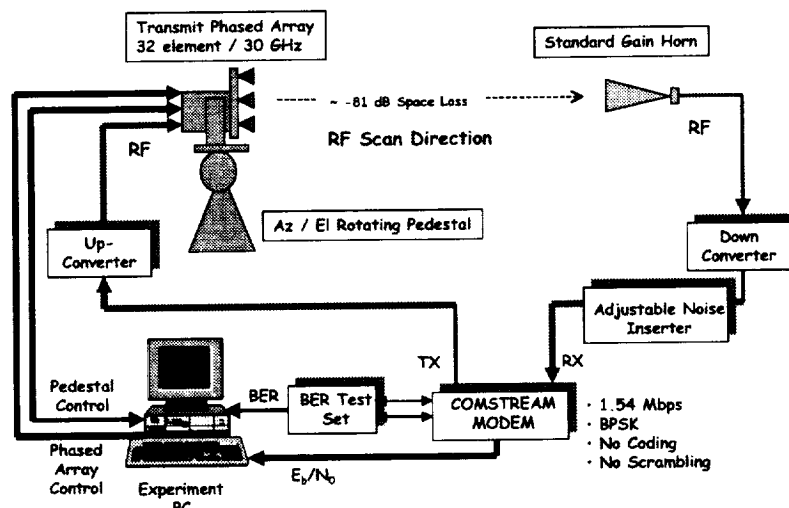 Transmit Phased Array
32 element / 30 GHz
Standard Gain Horn
~ -81 dB Space Loss
RF Scan Direction
RF
RF
Az / El Rotating Pedestal
Up-
Converter
Down
Converter
Adjustable Noise
Inserter
TX
RX
Pedestal
Control
BER
BER Test
Set
COMSTREAM
MODEM
· 1.54 Mbps
· BPSK
· No Coding
· No Scrambling
Phased
Array
Control
Eb/No
Experiment
PC